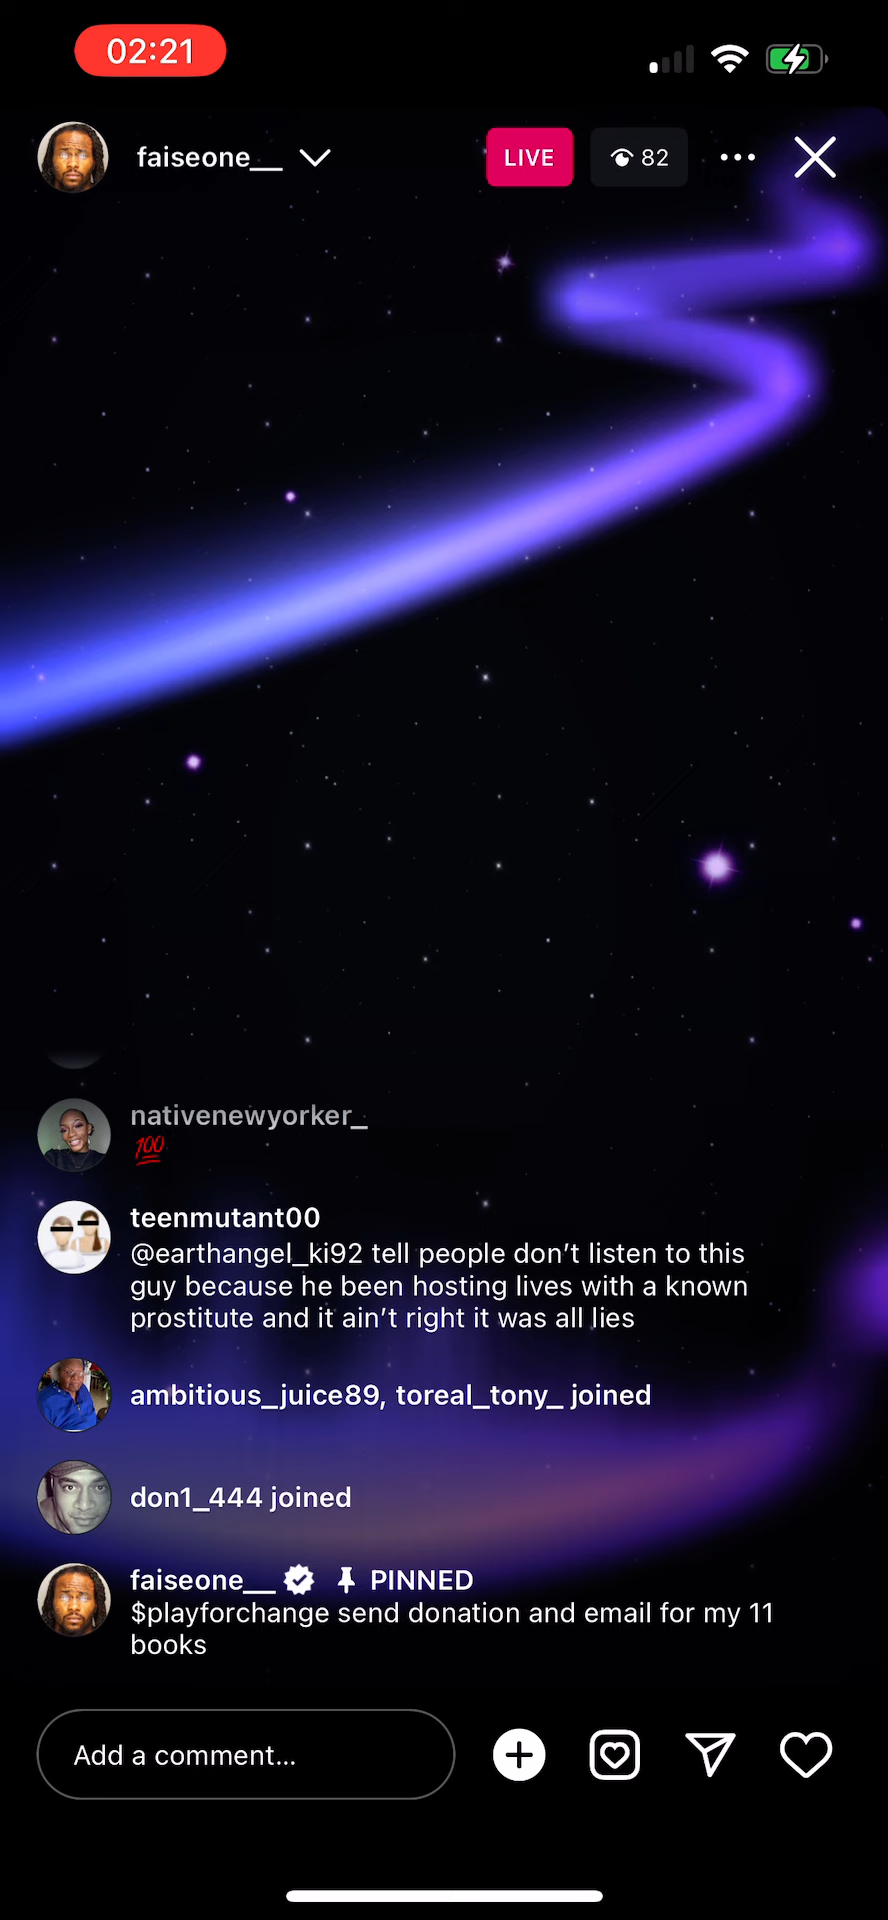 02:21
faiseone__
LIVE
82
nativenewyorker_
💯
teenmutant00
@earthangel_ki92 tell people don’t listen to this
guy because he been hosting lives with a known
prostitute and it ain’t right it was all lies
ambitious_juice89, toreal_tony_ joined
don1_444 joined
faiseone__ PINNED
$playforchange send donation and email for my 11
books
Add a comment...